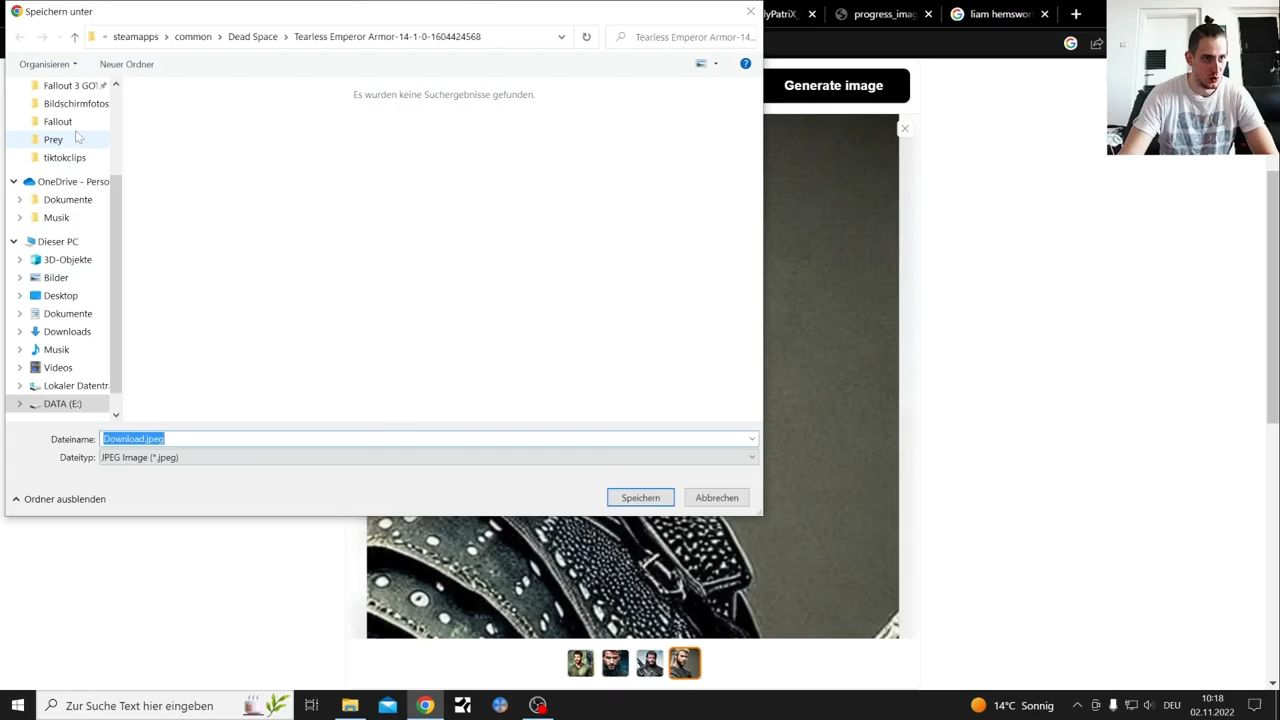 Speichern unter
lyPatriX_
progress_imag
liam hemswor
« steamapps > common > Dead Space > Tearless Emperor Armor-14-1-0-1604424568
Tearless Emperor Armor-14...
Organisieren
Neuer Ordner
Generate image
Es wurden keine Suchergebnisse gefunden.
Fallout 3 GOT
Bildschirmfotos
Fallout
Prey
tiktokclips
OneDrive - Perso
Dokumente
Musik
Dieser PC
3D-Objekte
Bilder
Desktop
Dokumente
Downloads
Musik
Videos
Lokaler Datentr
DATA (E:)
Dateiname: Download.jpeg
Dateityp: JPEG Image (*.jpeg)
Ordner ausblenden
Speichern
Abbrechen
Zur Suche Text hier eingeben
14°C Sonnig
DEU
10:18
02.11.2022